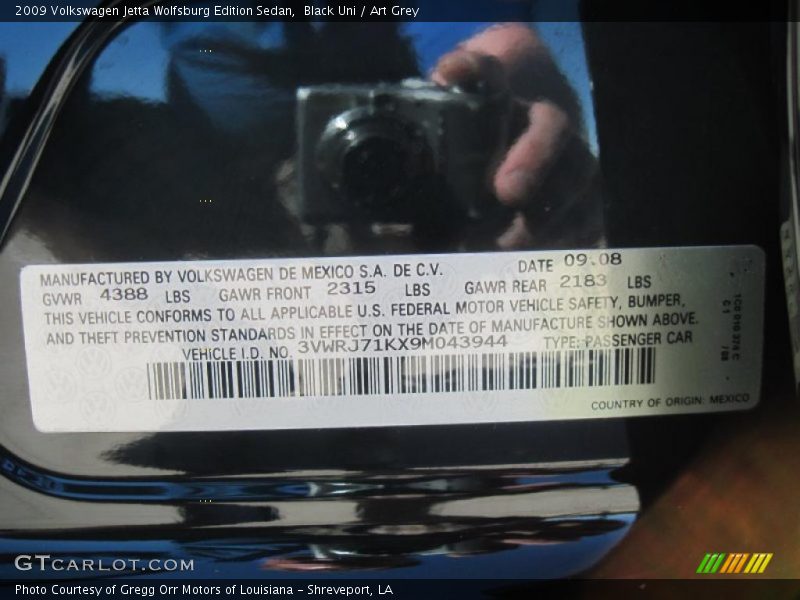 2009 Volkswagen Jetta Wolfsburg Edition Sedan,  Black Uni / Art Grey
MANUFACTURED BY VOLKSWAGEN DE MEXICO S.A. DE C.V. DATE 09.08
GVWR 4388 LBS GAWR FRONT 2315 LBS GAWR REAR 2183 LBS
THIS VEHICLE CONFORMS TO ALL APPLICABLE U.S. FEDERAL MOTOR VEHICLE SAFETY, BUMPER,
AND THEFT PREVENTION STANDARDS IN EFFECT ON THE DATE OF MANUFACTURE SHOWN ABOVE.
VEHICLE I.D. NO. 3VWRJ71KX9M043944 TYPE: PASSENGER CAR
COUNTRY OF ORIGIN: MEXICO
1C0 010 374 C
GTCARLOT.COM
Photo Courtesy of Gregg Orr Motors of Louisiana - Shreveport, LA